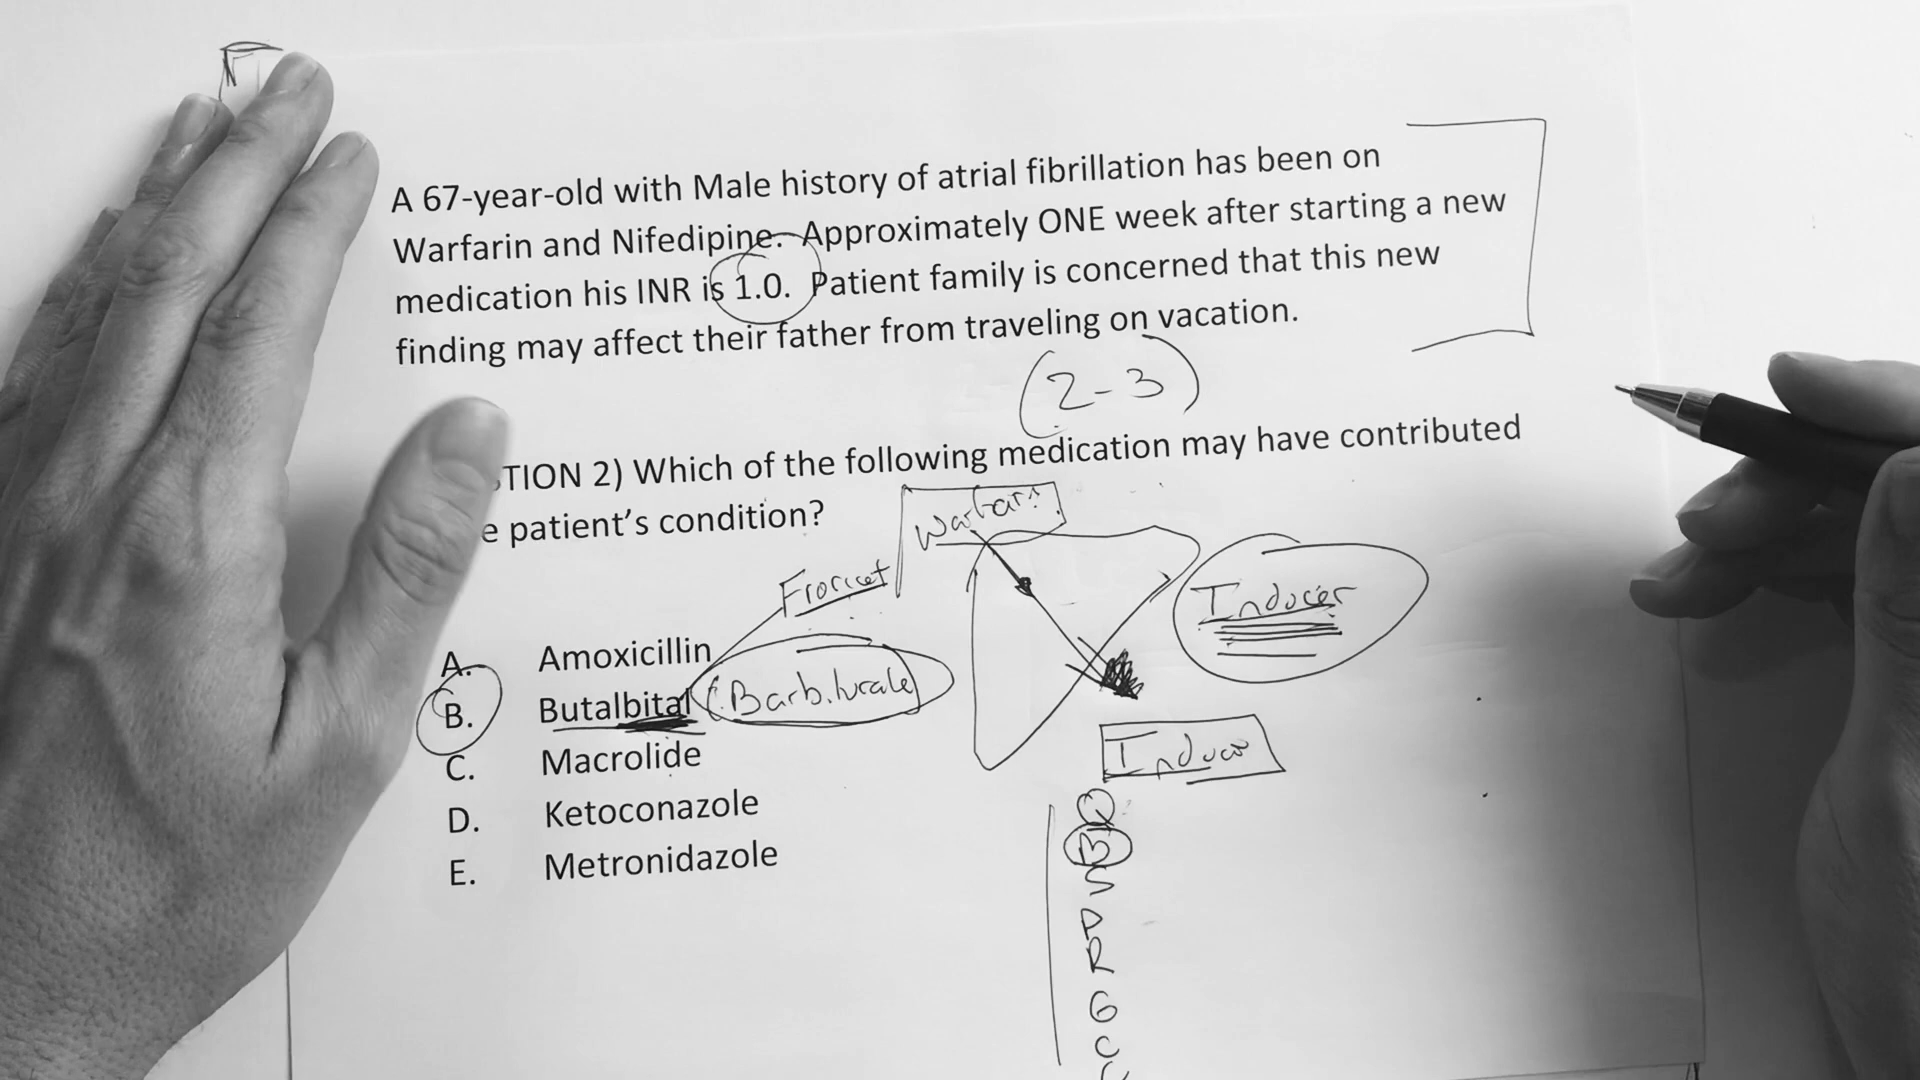 A 67-year-old with Male history of atrial fibrillation has been on
Warfarin and Nifedipine. Approximately ONE week after starting a new
medication his INR is 1.0. Patient family is concerned that this new
finding may affect their father from traveling on vacation.
(2-3)
TION 2) Which of the following medication may have contributed
e patient's condition?
Warfarin
Fioricet
Inducer
A. Amoxicillin
B. Butalbital (Barbiturate)
C. Macrolide
D. Ketoconazole
E. Metronidazole
Inducer
Q
B
S
P
R
G
C